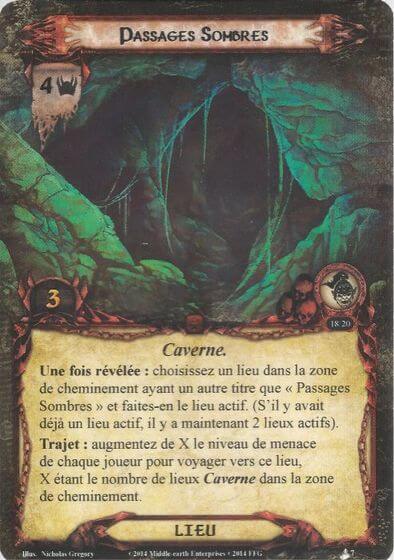 Passages Sombres
4
3
18.20
Caverne.
Une fois révélée : choisissez un lieu dans la zone
de cheminement ayant un autre titre que « Passages
Sombres » et faites-en le lieu actif. (S'il y avait
déjà un lieu actif, il y a maintenant 2 lieux actifs).
Trajet : augmentez de X le niveau de menace
de chaque joueur pour voyager vers ce lieu,
X étant le nombre de lieux Caverne dans la zone
de cheminement.
LIEU
Illus. Nicholas Gregory ©2014 Middle-earth Enterprises ©2014 FFG 7